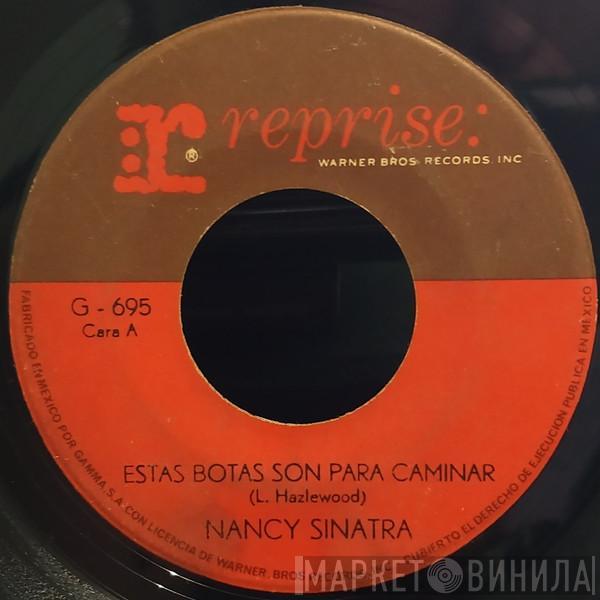 r® reprise:
WARNER BROS. RECORDS. INC
G - 695
Cara A
ESTAS BOTAS SON PARA CAMINAR
(L. Hazlewood)
NANCY SINATRA
FABRICADO EN MEXICO POR GAMMA, S.A. CON LICENCIA DE WARNER, BROS CUBIERTO EL DERECHO DE EJECUCION PUBLICA EN MEXICO
МАРКЕТ ВИНИЛА